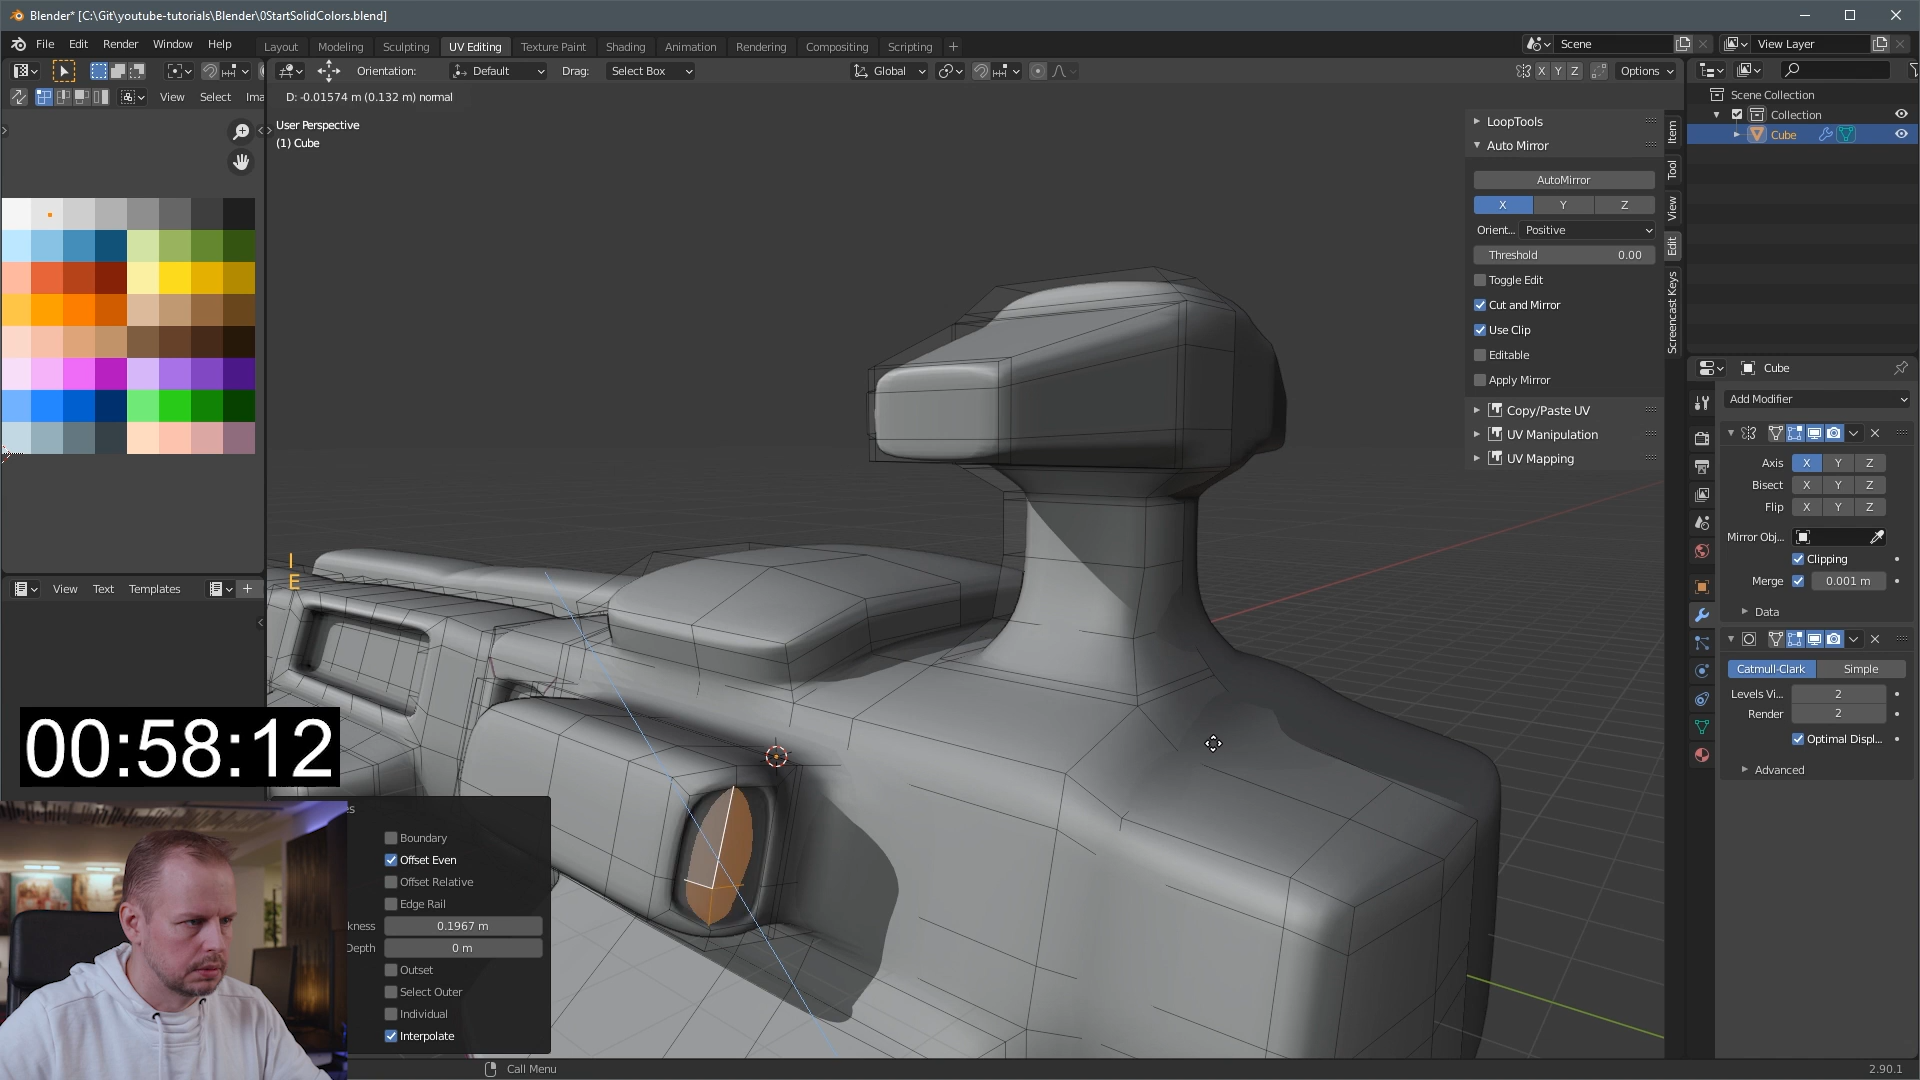 Blender* [C:\Git\youtube-tutorials\Blender\0StartSolidColors.blend]
File Edit Render Window Help
Layout Modeling Sculpting UV Editing Texture Paint Shading Animation Rendering Compositing Scripting +
Scene View Layer
Orientation: Default Drag: Select Box Global X Y Z Options
View Select Ima
D: -0.01574 m (0.132 m) normal
User Perspective
(1) Cube
LoopTools
Auto Mirror
AutoMirror
X Y Z
Orient... Positive
Threshold 0.00
Toggle Edit
Cut and Mirror
Use Clip
Editable
Apply Mirror
Copy/Paste UV
UV Manipulation
UV Mapping
Item
Tool
View
Edit
Screencast Keys
Scene Collection
Collection
Cube
Cube
Add Modifier
Axis X Y Z
Bisect X Y Z
Flip X Y Z
Mirror Obj...
Clipping
Merge 0.001 m
Data
Catmull-Clark Simple
Levels Vi... 2
Render 2
Optimal Displ...
Advanced
I
E
View Text Templates
00:58:12
es
Boundary
Offset Even
Offset Relative
Edge Rail
kness 0.1967 m
Depth 0 m
Outset
Select Outer
Individual
Interpolate
Call Menu
2.90.1